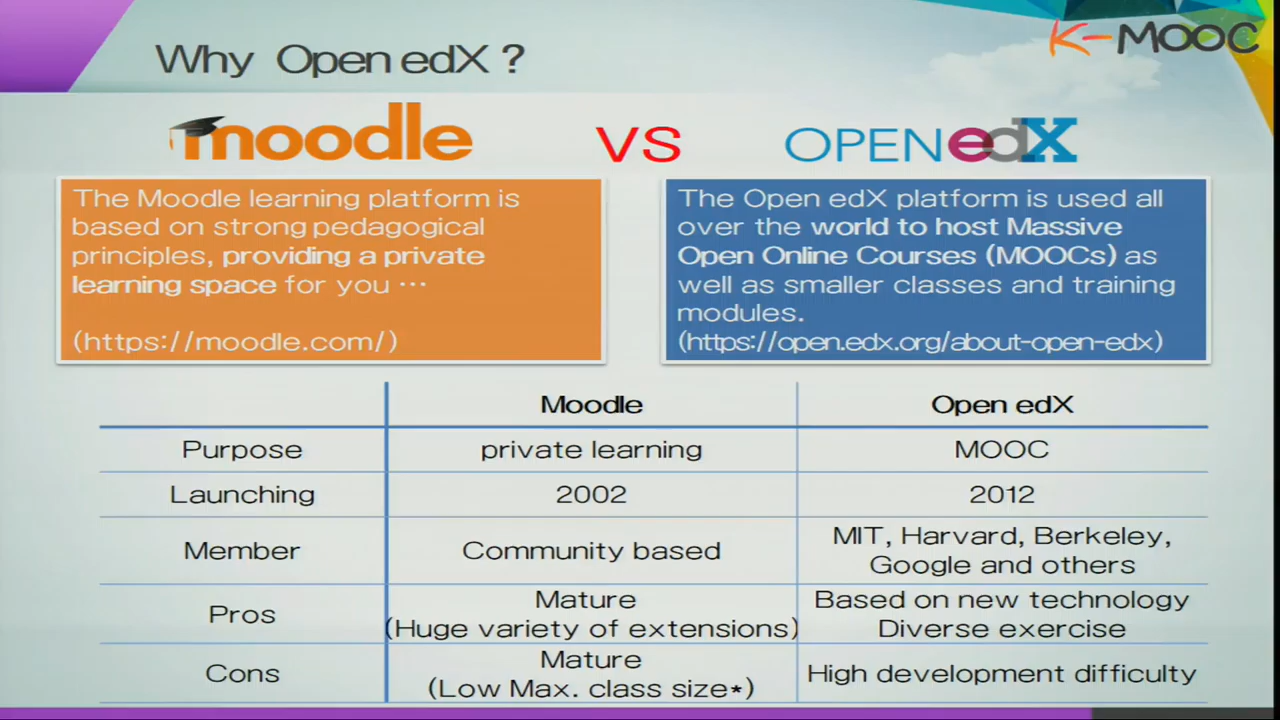 Why Open edX ?
K-MOOC
moodle
VS
OPENedX
The Moodle learning platform is
based on strong pedagogical
principles, providing a private
learning space for you …
(https://moodle.com/)
The Open edX platform is used all
over the world to host Massive
Open Online Courses (MOOCs) as
well as smaller classes and training
modules.
(https://open.edx.org/about-open-edx)
Moodle
Open edX
Purpose
private learning
MOOC
Launching
2002
2012
Member
Community based
MIT, Harvard, Berkeley,
Google and others
Pros
Mature
(Huge variety of extensions)
Based on new technology
Diverse exercise
Cons
Mature
(Low Max. class size*)
High development difficulty